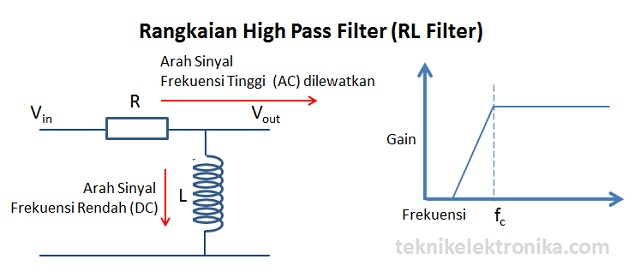 Rangkaian High Pass Filter (RL Filter)
Arah Sinyal
Frekuensi Tinggi (AC) dilewatkan
R
Vin
Vout
Arah Sinyal
Frekuensi Rendah (DC)
L
Gain
Frekuensi
fc
teknikelektronika.com